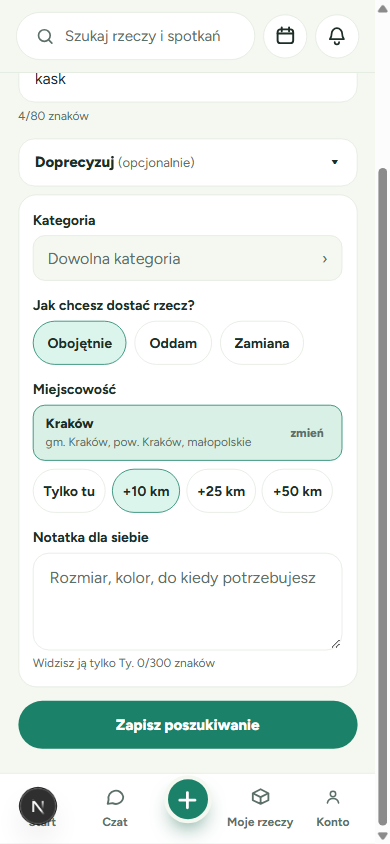 Szukaj rzeczy i spotkań
kask
4/80 znaków
Doprecyzuj (opcjonalnie)
Kategoria
Dowolna kategoria
Jak chcesz dostać rzecz?
Obojętnie Oddam Zamiana
Miejscowość
Kraków
gm. Kraków, pow. Kraków, małopolskie
zmień
Tylko tu +10 km +25 km +50 km
Notatka dla siebie
Rozmiar, kolor, do kiedy potrzebujesz
Widzisz ją tylko Ty. 0/300 znaków
Zapisz poszukiwanie
N
Start Czat Moje rzeczy Konto